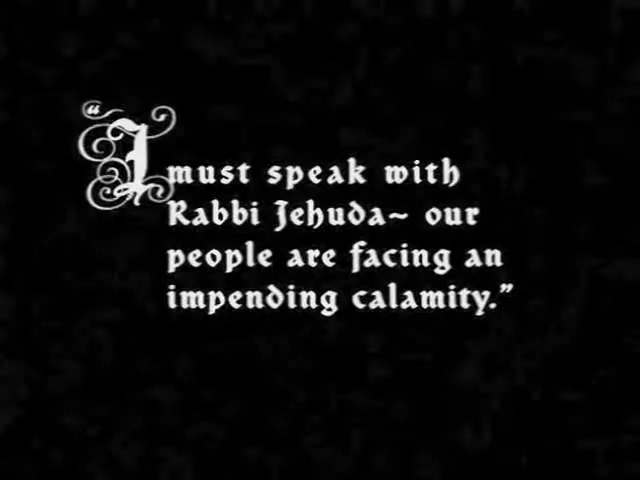 “I must speak with
Rabbi Jehuda~ our
people are facing an
impending calamity.”